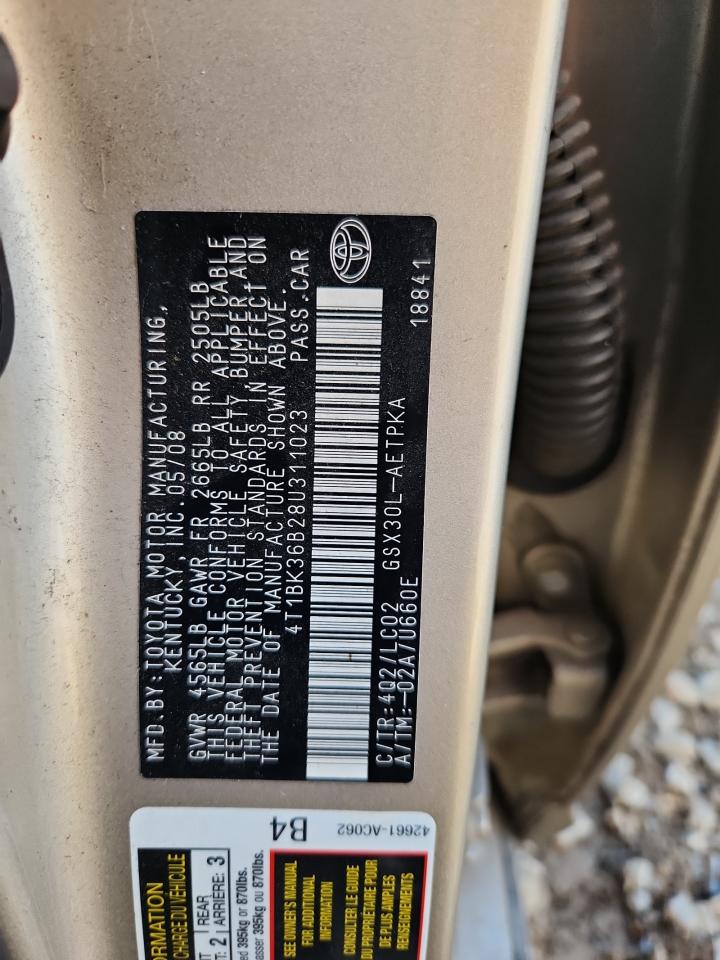 MFD.BY:TOYOTA MOTOR MANUFACTURING,
KENTUCKY, INC.05/08
GVWR 4565LB GAWR FR 2665LB RR 2505LB
THIS VEHICLE CONFORMS TO ALL APPLICABLE
FEDERAL MOTOR VEHICLE SAFETY,BUMPER,AND
THEFT PREVENTION STANDARDS IN EFFECT ON
THE DATE OF MANUFACTURE SHOWN ABOVE.
4T1BK36B28U311023 PASS.CAR
C/TR:4Q2/LC02 GSX30L-AETPKA
A/TM:-02A/U660E 18841
B4
42661-AC062
CHARGE DU VÉHICULE
2 REAR
ARRIÈRE: 3
395kg or 870lbs.
395kg ou 870lbs.
SEE OWNER'S MANUAL
FOR ADDITIONAL
INFORMATION
CONSULTER LE GUIDE
DU PROPRIÉTAIRE POUR
DE PLUS AMPLES
RENSEIGNEMENTS